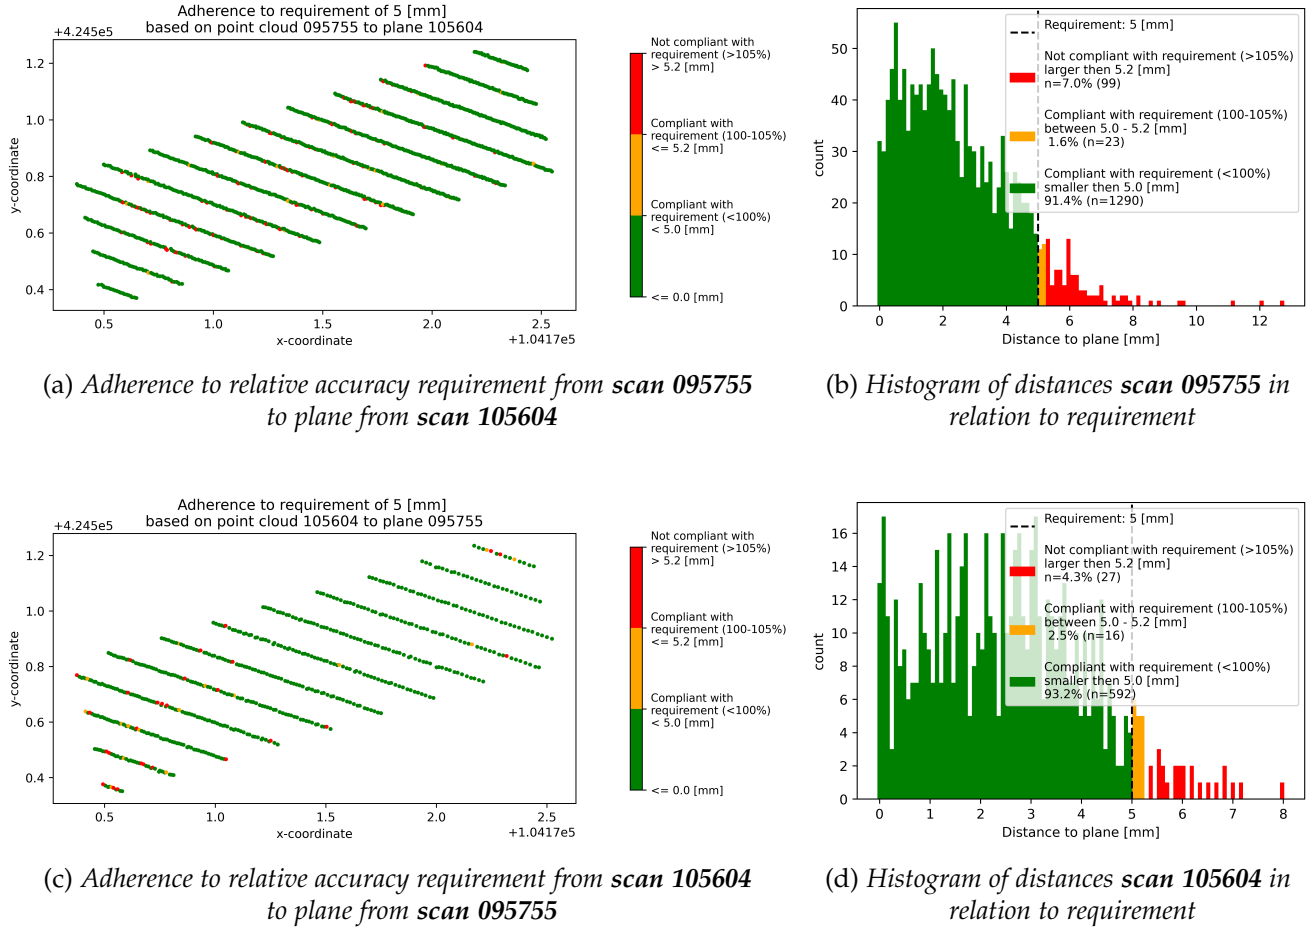 Adherence to requirement of 5 [mm]
based on point cloud 095755 to plane 105604
+4.245e5
1.2
1.0
0.8
0.6
0.4
y-coordinate
0.5
1.0
1.5
2.0
2.5
x-coordinate
+1.0417e5
Not compliant with
requirement (>105%)
> 5.2 [mm]
Compliant with
requirement (100-105%)
<= 5.2 [mm]
Compliant with
requirement (<100%)
< 5.0 [mm]
<= 0.0 [mm]
50
40
30
20
10
0
count
0
2
4
6
8
10
12
Distance to plane [mm]
Requirement: 5 [mm]
Not compliant with requirement (>105%)
larger then 5.2 [mm]
n=7.0% (99)
Compliant with requirement (100-105%)
between 5.0 - 5.2 [mm]
1.6% (n=23)
Compliant with requirement (<100%)
smaller then 5.0 [mm]
91.4% (n=1290)
(a) Adherence to relative accuracy requirement from scan 095755
to plane from scan 105604
(b) Histogram of distances scan 095755 in
relation to requirement
Adherence to requirement of 5 [mm]
based on point cloud 105604 to plane 095755
+4.245e5
1.2
1.0
0.8
0.6
0.4
y-coordinate
0.5
1.0
1.5
2.0
2.5
x-coordinate
+1.0417e5
Not compliant with
requirement (>105%)
> 5.2 [mm]
Compliant with
requirement (100-105%)
<= 5.2 [mm]
Compliant with
requirement (<100%)
< 5.0 [mm]
<= 0.0 [mm]
16
14
12
10
8
6
4
2
0
count
0
1
2
3
4
5
6
7
8
Distance to plane [mm]
Requirement: 5 [mm]
Not compliant with requirement (>105%)
larger then 5.2 [mm]
n=4.3% (27)
Compliant with requirement (100-105%)
between 5.0 - 5.2 [mm]
2.5% (n=16)
Compliant with requirement (<100%)
smaller then 5.0 [mm]
93.2% (n=592)
(c) Adherence to relative accuracy requirement from scan 105604
to plane from scan 095755
(d) Histogram of distances scan 105604 in
relation to requirement